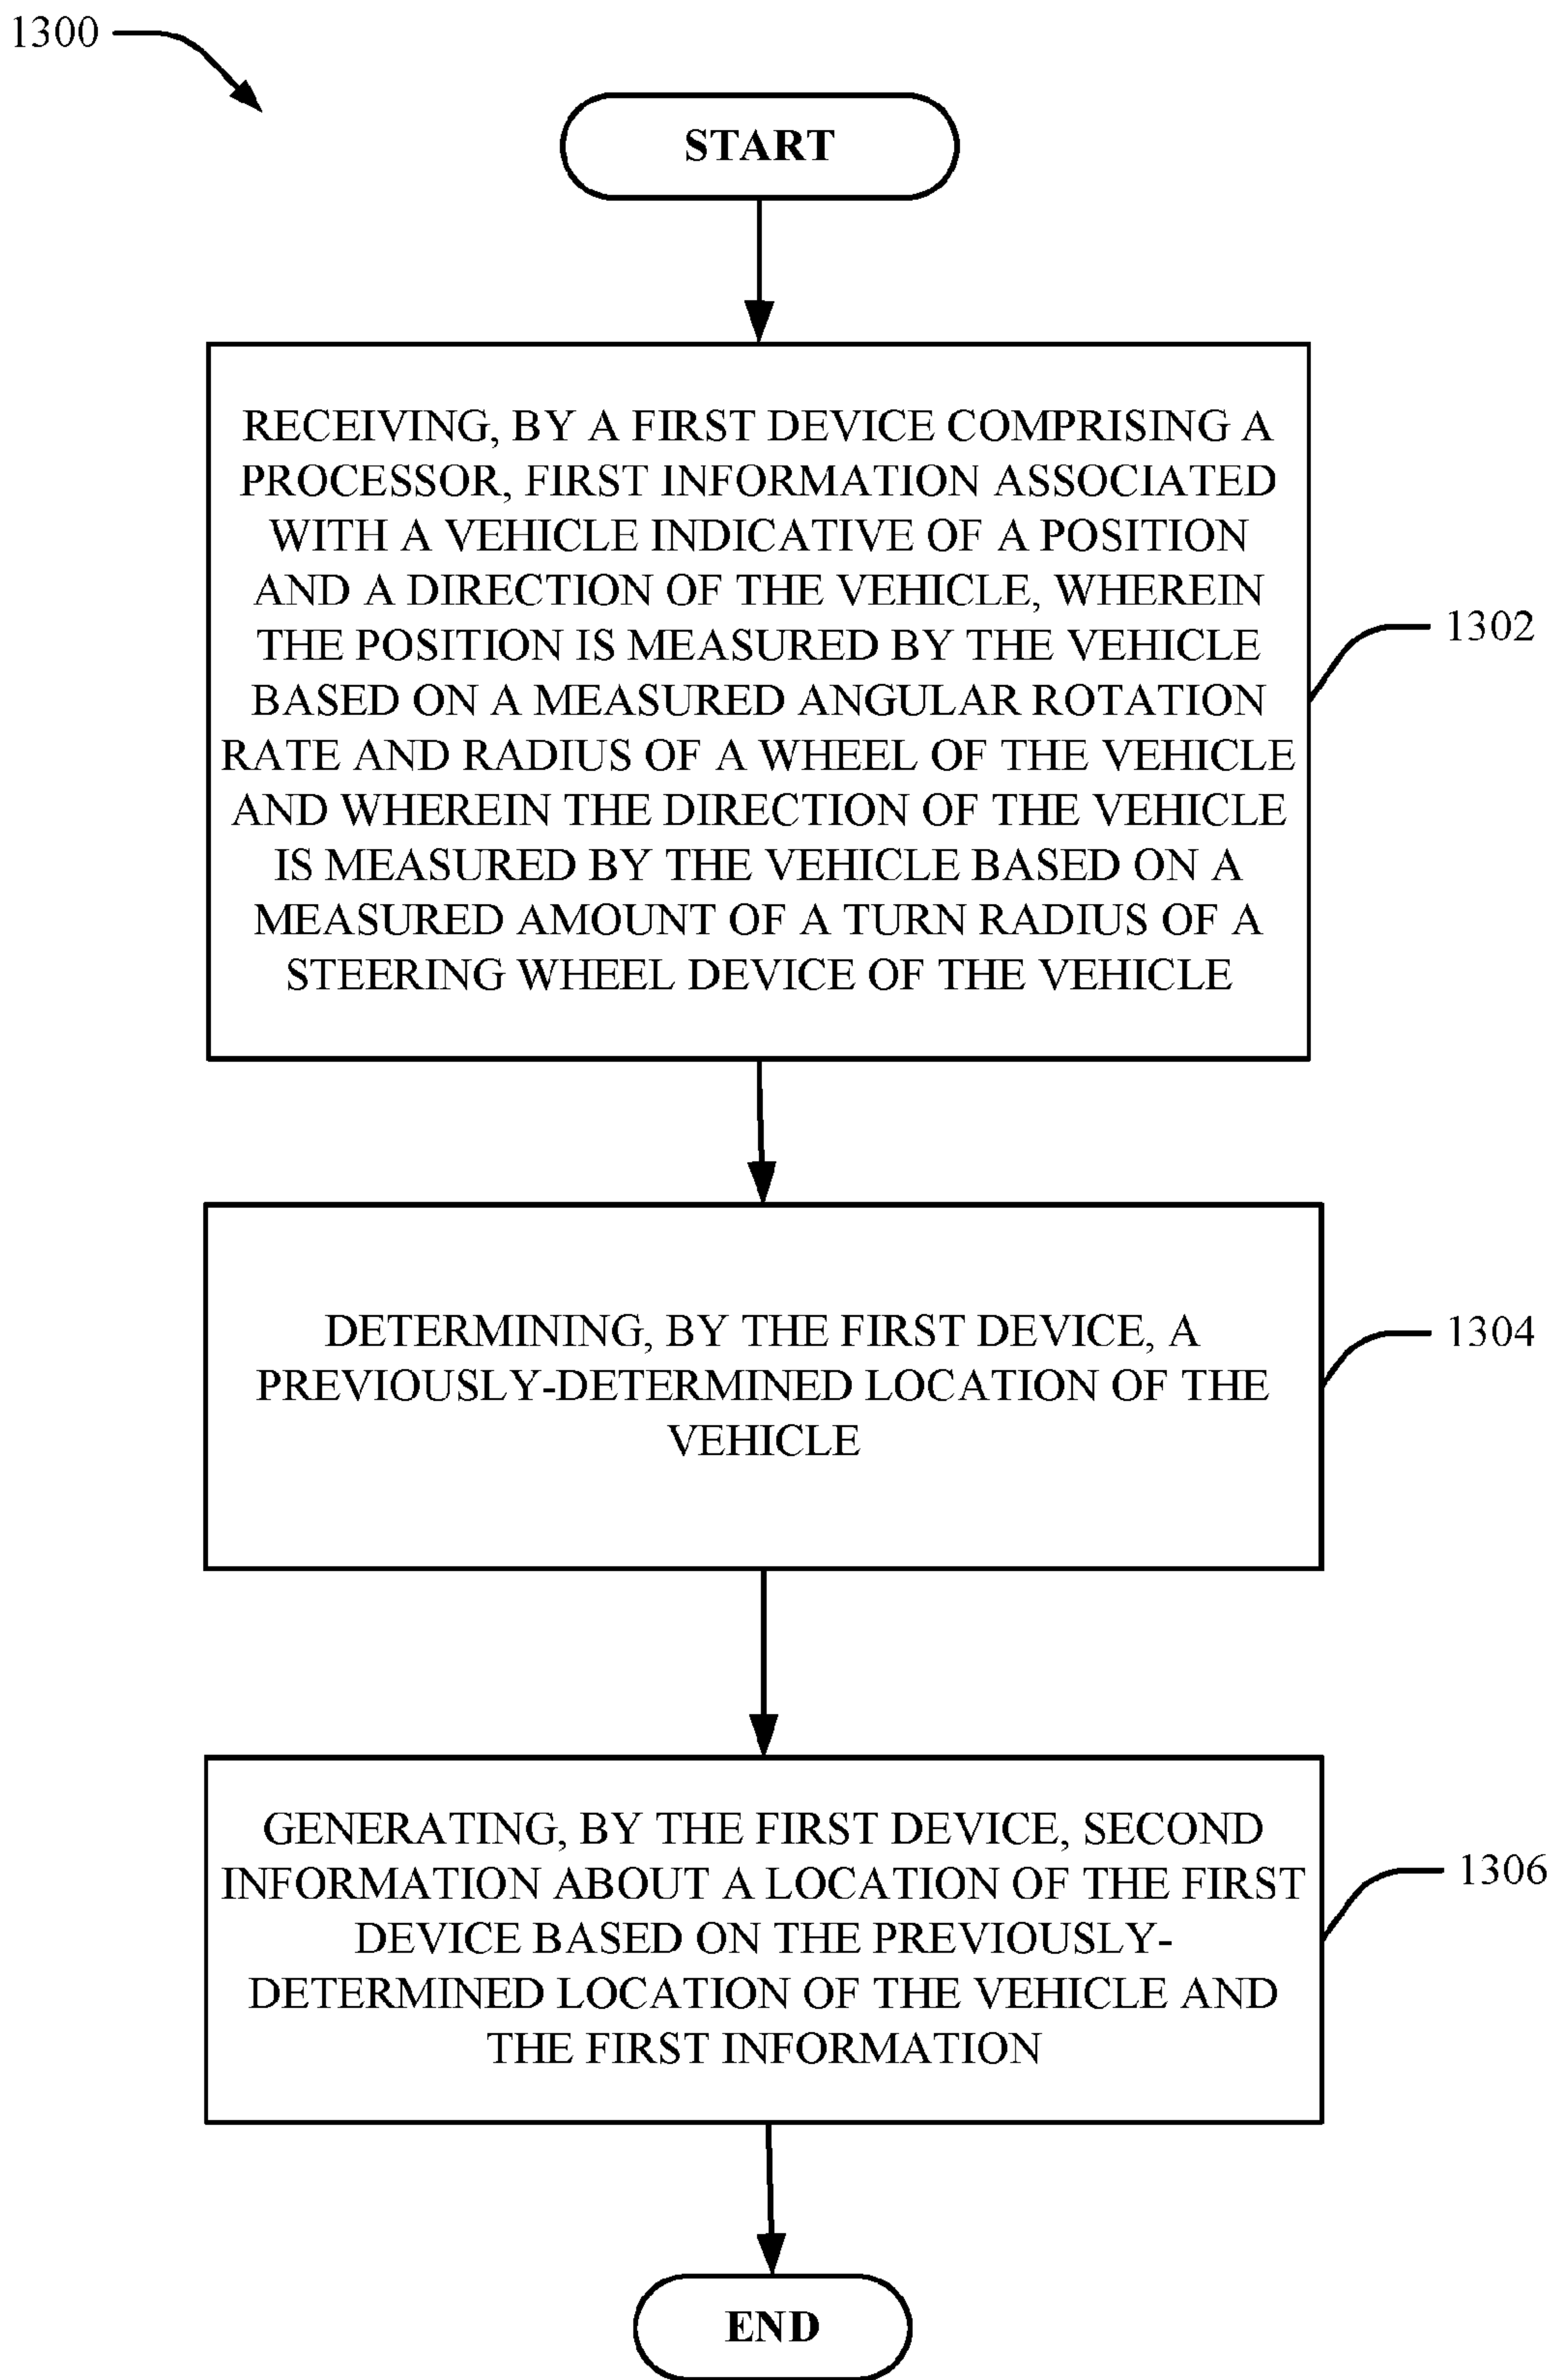 1300
START
RECEIVING, BY A FIRST DEVICE COMPRISING A
PROCESSOR, FIRST INFORMATION ASSOCIATED
WITH A VEHICLE INDICATIVE OF A POSITION
AND A DIRECTION OF THE VEHICLE, WHEREIN
THE POSITION IS MEASURED BY THE VEHICLE
BASED ON A MEASURED ANGULAR ROTATION
RATE AND RADIUS OF A WHEEL OF THE VEHICLE
AND WHEREIN THE DIRECTION OF THE VEHICLE
IS MEASURED BY THE VEHICLE BASED ON A
MEASURED AMOUNT OF A TURN RADIUS OF A
STEERING WHEEL DEVICE OF THE VEHICLE
1302
DETERMINING, BY THE FIRST DEVICE, A
PREVIOUSLY-DETERMINED LOCATION OF THE
VEHICLE
1304
GENERATING, BY THE FIRST DEVICE, SECOND
INFORMATION ABOUT A LOCATION OF THE FIRST
DEVICE BASED ON THE PREVIOUSLY-
DETERMINED LOCATION OF THE VEHICLE AND
THE FIRST INFORMATION
1306
END